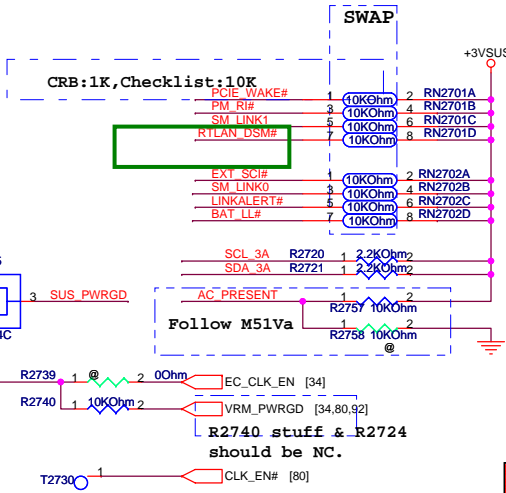 SWAP
+3VSUS
CRB:1K,Checklist:10K
PCIE_WAKE# 1 10KOhm 2 RN2701A
PM_RI# 3 10KOhm 4 RN2701B
SM_LINK1 5 10KOhm 6 RN2701C
RTLAN_DSM# 7 10KOhm 8 RN2701D
EXT_SCI# 1 10KOhm 2 RN2702A
SM_LINK0 3 10KOhm 4 RN2702B
LINKALERT# 5 10KOhm 6 RN2702C
BAT_LL# 7 10KOhm 8 RN2702D
SCL_3A R2720 1 2.2KOhm 2
SDA_3A R2721 1 2.2KOhm 2
3 SUS_PWRGD AC_PRESENT 1 2
R2757 10KOhm
Follow M51Va 1 2
4C R2758 10KOhm
@
R2739 1 @ 2 0Ohm EC_CLK_EN [34]
R2740 1 10KOhm 2 VRM_PWRGD [34,80,92]
R2740 stuff & R2724
should be NC.
T2730 1 CLK_EN# [80]